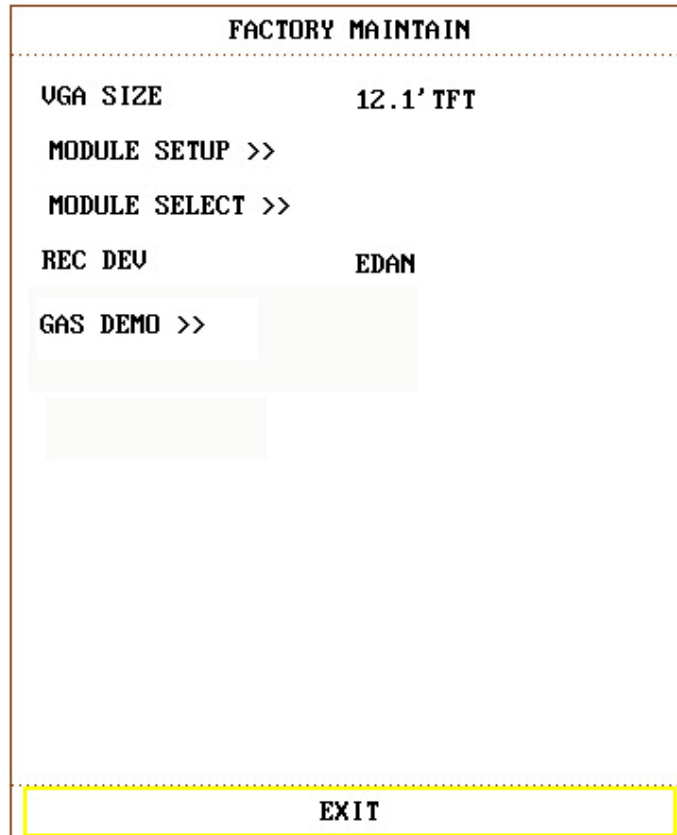 FACTORY MAINTAIN
VGA SIZE 12.1' TFT
MODULE SETUP >>
MODULE SELECT >>
REC DEV EDAN
GAS DEMO >>
EXIT